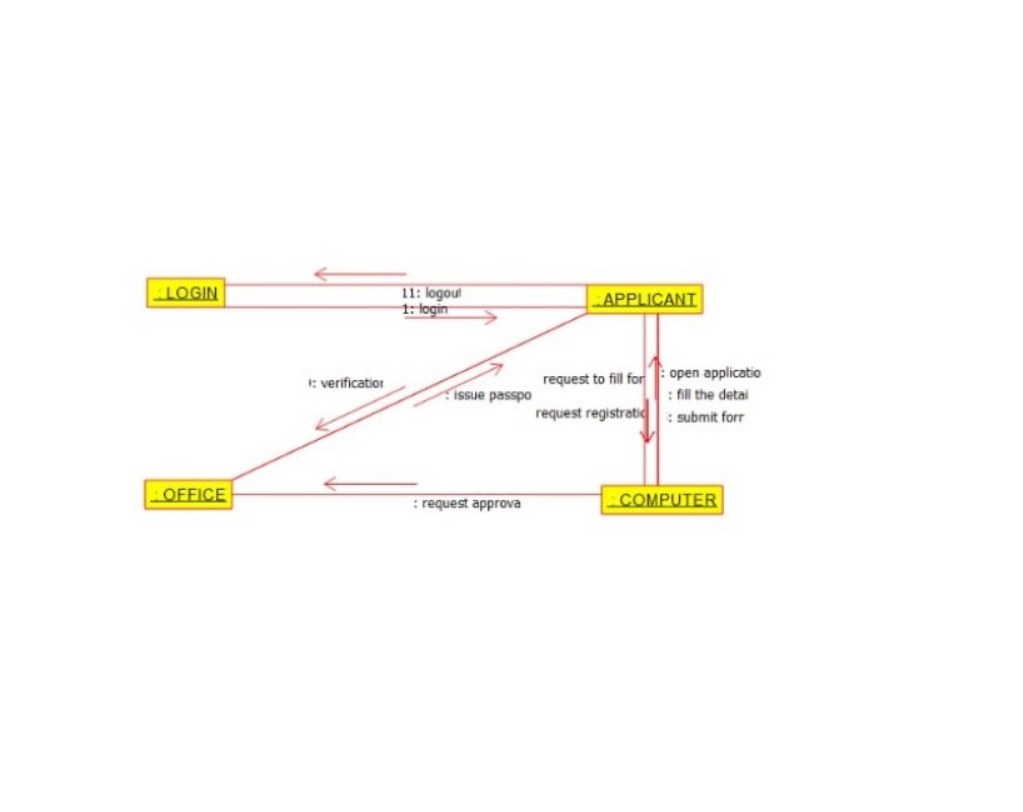 : LOGIN
11: logout
1: login
: APPLICANT
: verification
: issue passpo
request to fill for
request registratio
: open applicatio
: fill the detai
: submit forr
: OFFICE
: request approva
: COMPUTER